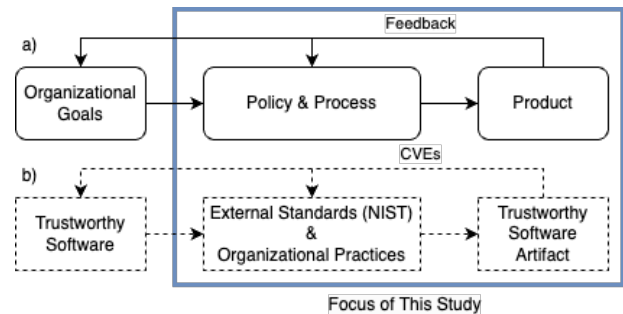 Feedback
a)
Organizational
Goals
Policy & Process
Product
CVEs
b)
Trustworthy
Software
External Standards (NIST)
&
Organizational Practices
Trustworthy
Software
Artifact
Focus of This Study